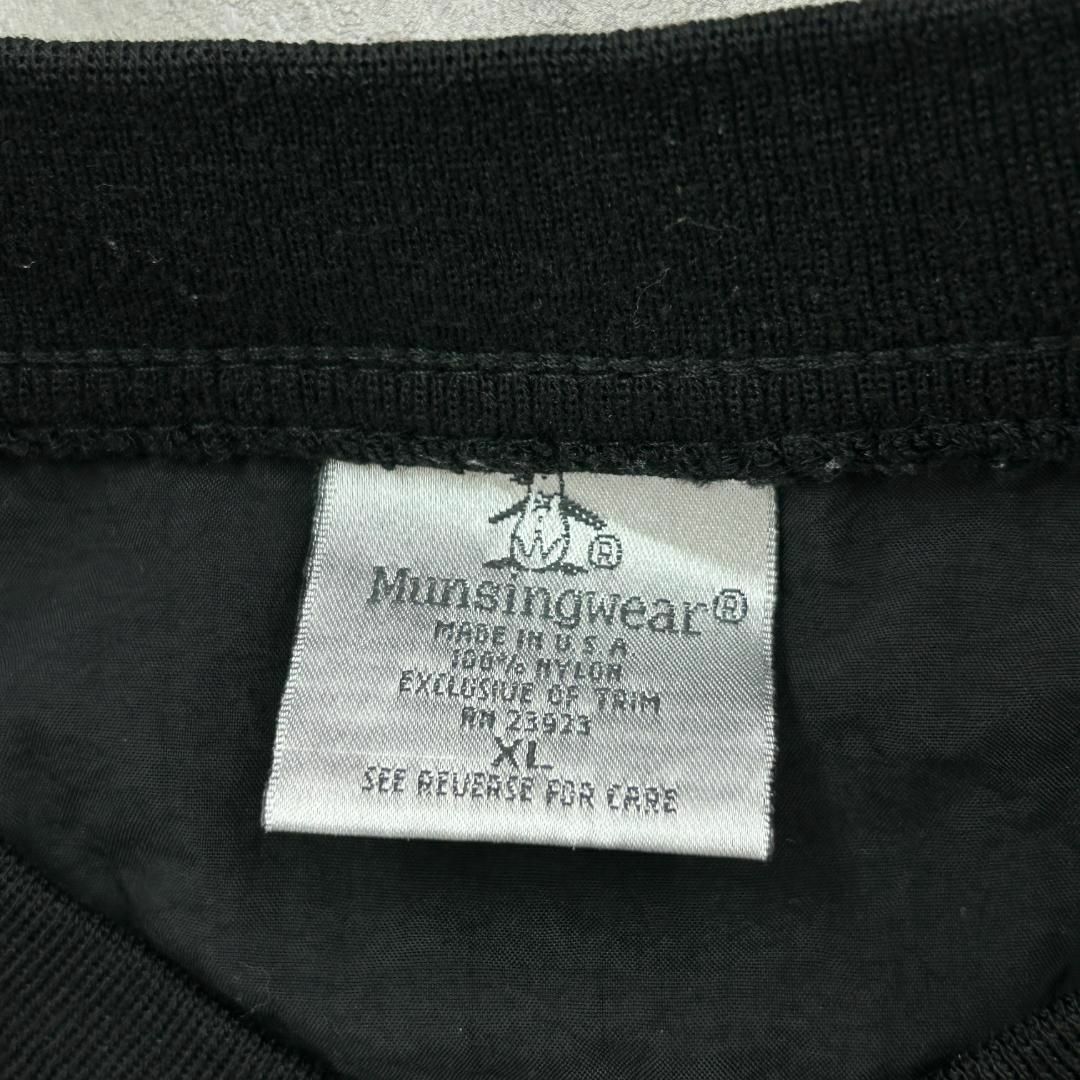 ®
Munsingwear®
MADE IN U.S.A.
100% NYLON
EXCLUSIVE OF TRIM
RN 23923
XL
SEE REVERSE FOR CARE